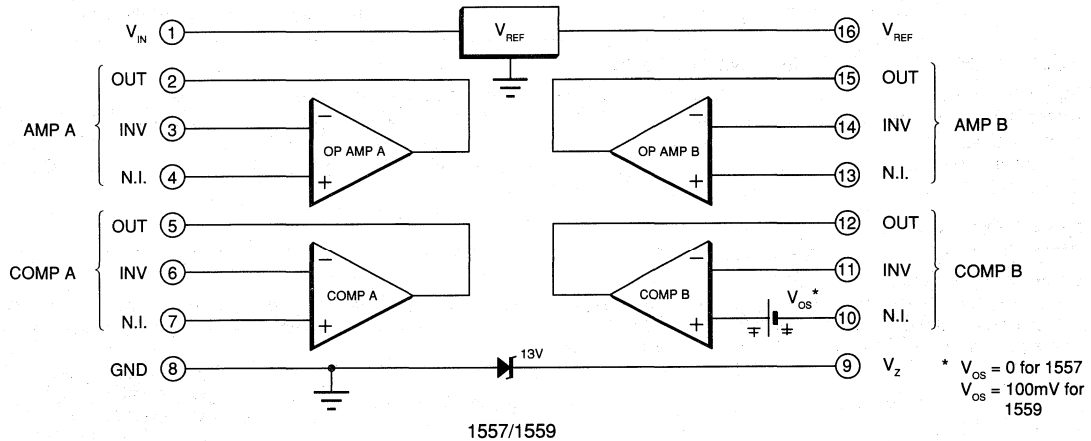 V_IN 1 V_REF 16 V_REF
OUT 2 15 OUT
AMP A INV 3 − OP AMP A − OP AMP B 14 INV AMP B
N.I. 4 + + 13 N.I.
OUT 5 12 OUT
COMP A INV 6 − COMP A − COMP B 11 INV COMP B
N.I. 7 + + V_OS* 10 N.I.
∓ ∓
GND 8 13V 9 V_Z
* V_OS = 0 for 1557
V_OS = 100mV for
1559
1557/1559